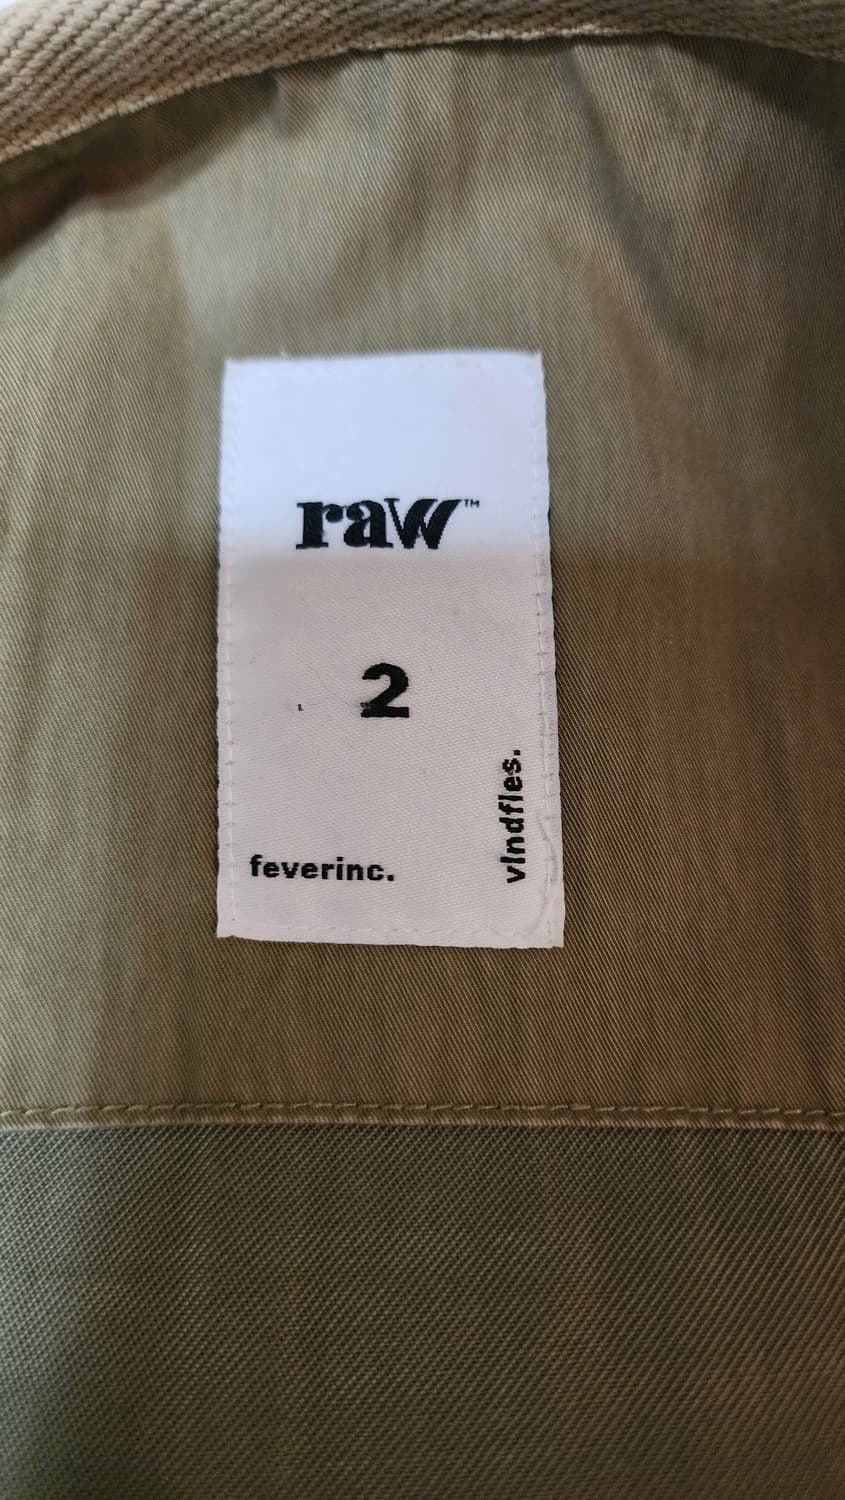 raw™
2
vlndfles.
feverinc.